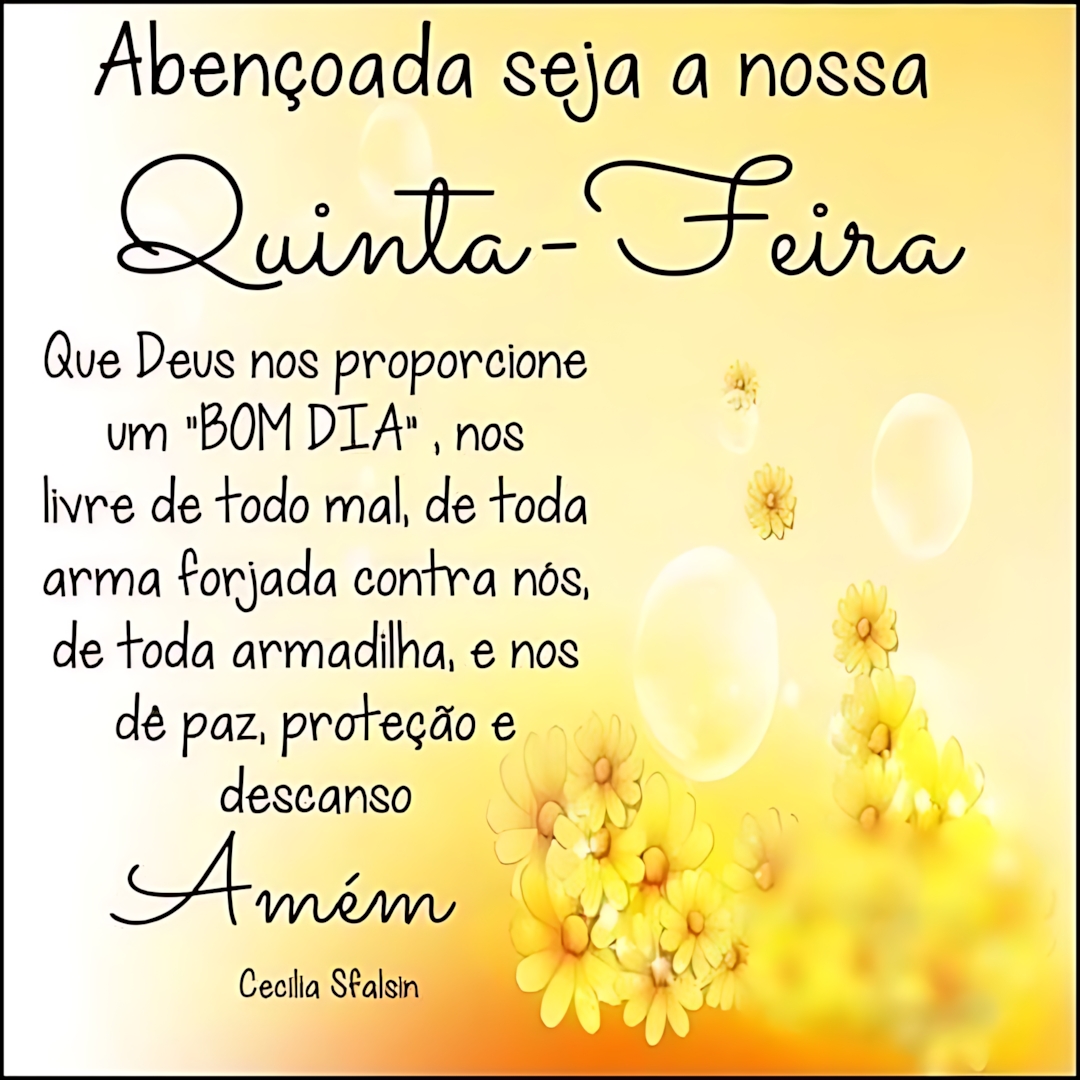 Abençoada seja a nossa
Quinta-Feira
Que Deus nos proporcione
um "BOM DIA" , nos
livre de todo mal, de toda
arma forjada contra nós,
de toda armadilha, e nos
dê paz, proteção e
descanso
Amém
Cecília Sfalsin